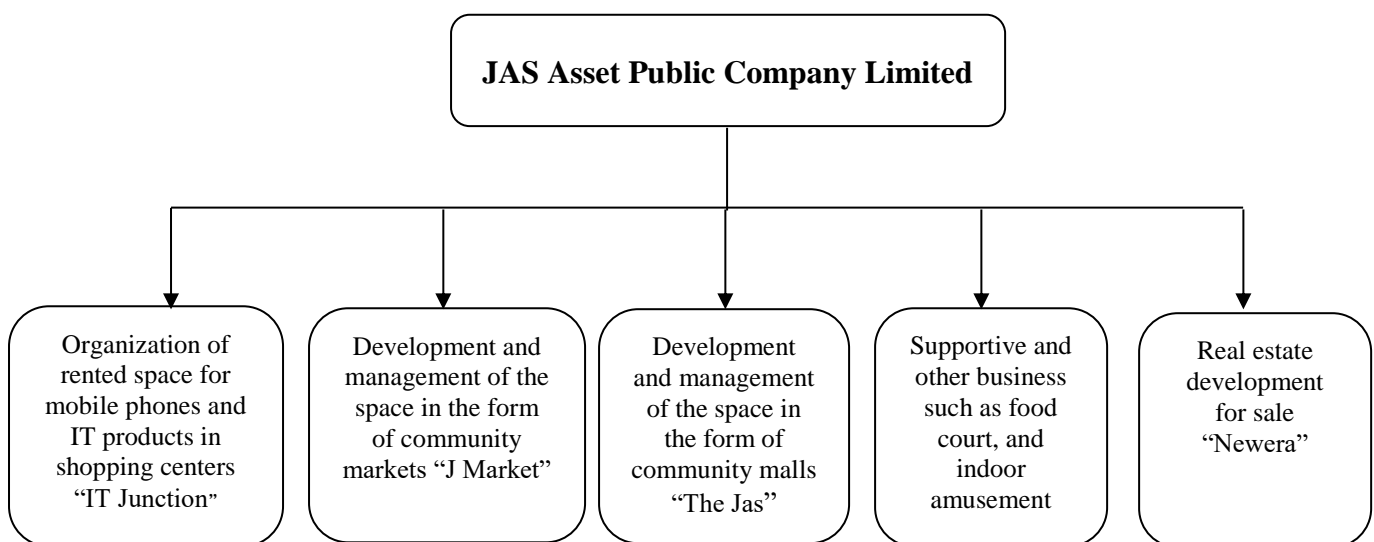 JAS Asset Public Company Limited
Organization of
rented space for
mobile phones and
IT products in
shopping centers
“IT Junction”
Development and
management of the
space in the form
of community
markets “J Market”
Development
and management
of the space in
the form of
community malls
“The Jas”
Supportive and
other business
such as food
court, and
indoor
amusement
Real estate
development
for sale
“Newera”